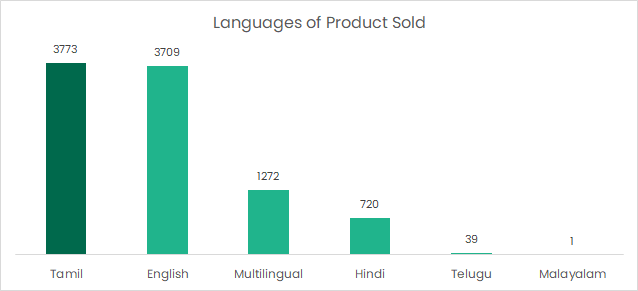 Languages of Product Sold
3773
3709
1272
720
39
1
Tamil
English
Multilingual
Hindi
Telugu
Malayalam